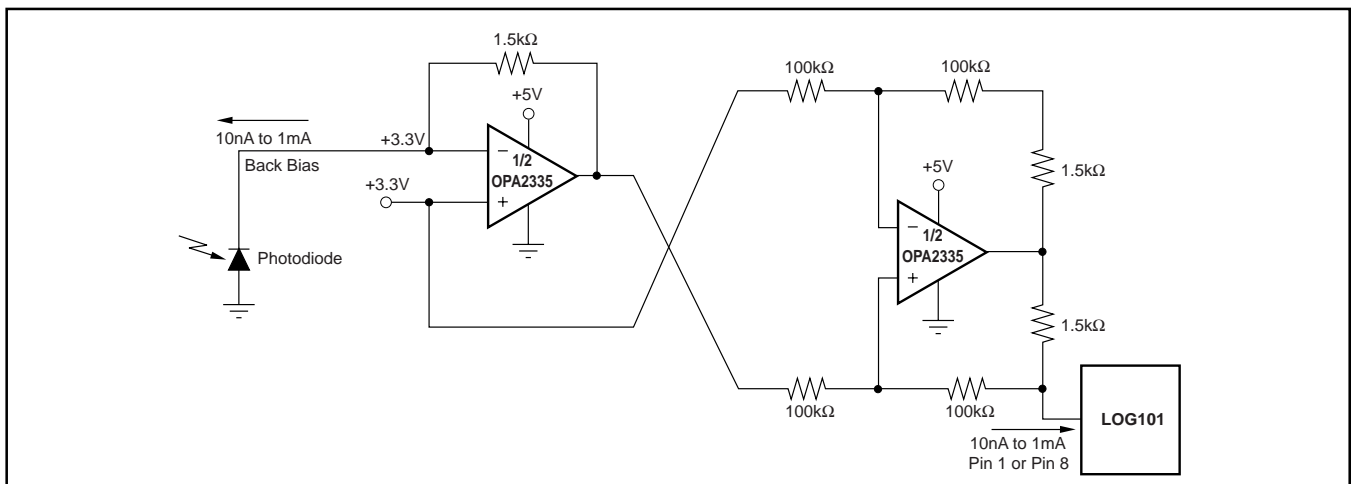 1.5kΩ
+5V
10nA to 1mA
Back Bias
+3.3V
+3.3V
−
+
1/2
OPA2335
Photodiode
100kΩ
100kΩ
1.5kΩ
+5V
−
+
1/2
OPA2335
1.5kΩ
100kΩ
100kΩ
10nA to 1mA
Pin 1 or Pin 8
LOG101